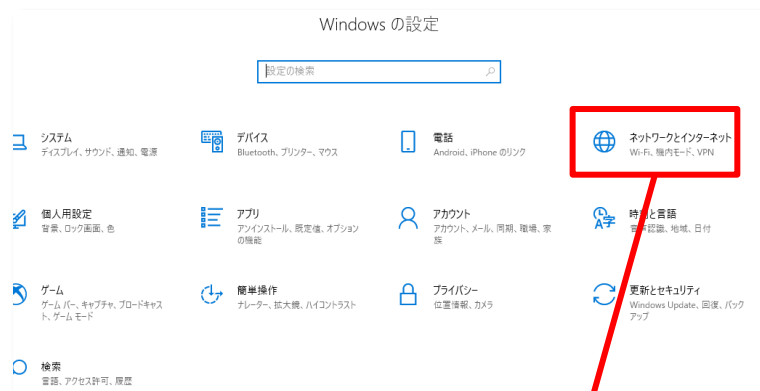 Windows の設定
設定の検索
システム
ディスプレイ、サウンド、通知、電源
デバイス
Bluetooth、プリンター、マウス
電話
Android、iPhone のリンク
ネットワークとインターネット
Wi-Fi、機内モード、VPN
個人用設定
背景、ロック画面、色
アプリ
アンインストール、既定値、オプション
の機能
アカウント
アカウント、メール、同期、職場、家
族
時刻と言語
音声認識、地域、日付
ゲーム
ゲーム バー、キャプチャ、ブロードキャス
ト、ゲーム モード
簡単操作
ナレーター、拡大鏡、ハイコントラスト
プライバシー
位置情報、カメラ
更新とセキュリティ
Windows Update、回復、バック
アップ
検索
言語、アクセス許可、履歴